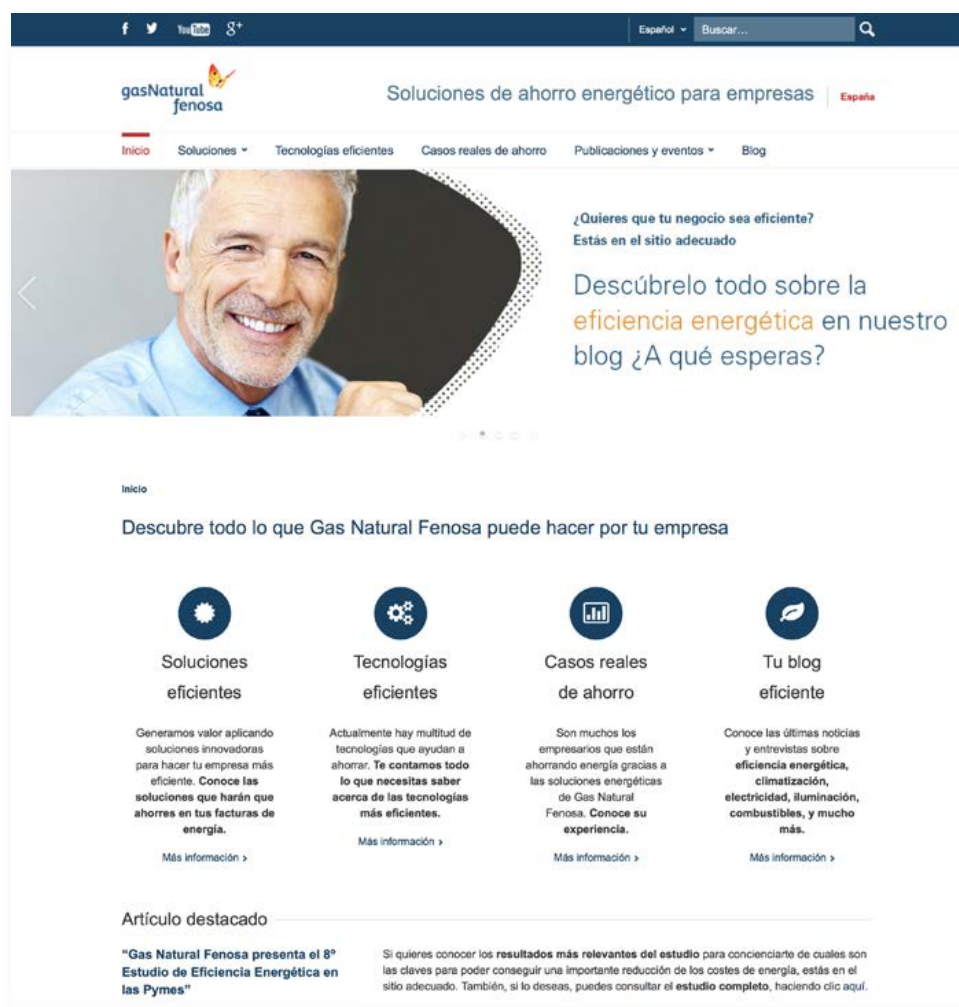 f You Tube g+ Español Buscar...
gasNatural
fenosa
Soluciones de ahorro energético para empresas España
Inicio Soluciones Tecnologías eficientes Casos reales de ahorro Publicaciones y eventos Blog
¿Quieres que tu negocio sea eficiente?
Estás en el sitio adecuado
Descúbrelo todo sobre la
eficiencia energética en nuestro
blog ¿A qué esperas?
Inicio
Descubre todo lo que Gas Natural Fenosa puede hacer por tu empresa
Soluciones
eficientes
Generamos valor aplicando
soluciones innovadoras
para hacer tu empresa más
eficiente. Conoce las
soluciones que harán que
ahorres en tus facturas de
energía.
Más información >
Tecnologías
eficientes
Actualmente hay multitud de
tecnologías que ayudan a
ahorrar. Te contamos todo
lo que necesitas saber
acerca de las tecnologías
más eficientes.
Más información >
Casos reales
de ahorro
Son muchos los
empresarios que están
ahorrando energía gracias a
las soluciones energéticas
de Gas Natural
Fenosa. Conoce su
experiencia.
Más información >
Tu blog
eficiente
Conoce las últimas noticias
y entrevistas sobre
eficiencia energética,
climatización,
electricidad, iluminación,
combustibles, y mucho
más.
Más información >
Artículo destacado
“Gas Natural Fenosa presenta el 8º
Estudio de Eficiencia Energética en
las Pymes”
Si quieres conocer los resultados más relevantes del estudio para concienciarte de cuales son
las claves para poder conseguir una importante reducción de los costes de energía, estás en el
sitio adecuado. También, si lo deseas, puedes consultar el estudio completo, haciendo clic aquí.